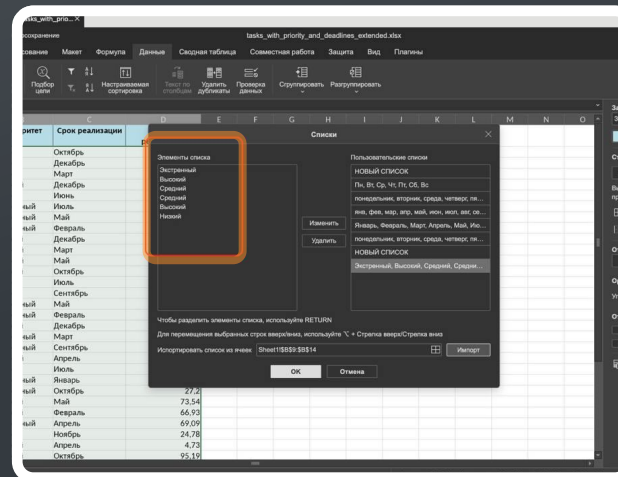 tasks_with_prio... ×
tasks_with_priority_and_deadlines_extended.xlsx
Макет Формула Данные Сводная таблица Совместная работа Защита Вид Плагины
Подбор цели
Настраиваемая сортировка
Текст по столбцам
Удалить дубликаты
Проверка данных
Сгруппировать
Разгруппировать
C D E F G H I J K L M N O
Срок реализации
Октябрь
Декабрь
Март
Декабрь
Июнь
Июль
Май
Февраль
Декабрь
Март
Май
Октябрь
Июль
Сентябрь
Май
Февраль
Декабрь
Март
Сентябрь
Апрель
Июль
Январь
Октябрь 27,2
Май 73,54
Февраль 66,93
Апрель 69,09
Ноябрь 24,78
Апрель 4,73
Октябрь 95,19
Списки
Элементы списка
Экстренный
Высокий
Средний
Средний
Высокий
Низкий
Изменить
Удалить
Пользовательские списки
НОВЫЙ СПИСОК
Пн, Вт, Ср, Чт, Пт, Сб, Вс
понедельник, вторник, среда, четверг, пя...
янв, фев, мар, апр, май, июн, июл, авг, се...
Январь, Февраль, Март, Апрель, Май, Ию...
понедельник, вторник, среда, четверг, пя...
НОВЫЙ СПИСОК
Экстренный, Высокий, Средний, Средни...
Чтобы разделить элементы списка, используйте RETURN
Для перемещения выбранных строк вверх/вниз, используйте ⌥ + Стрелка вверх/Стрелка вниз
Импортировать список из ячеек Sheet1!$B$9:$B$14 Импорт
ОК Отмена